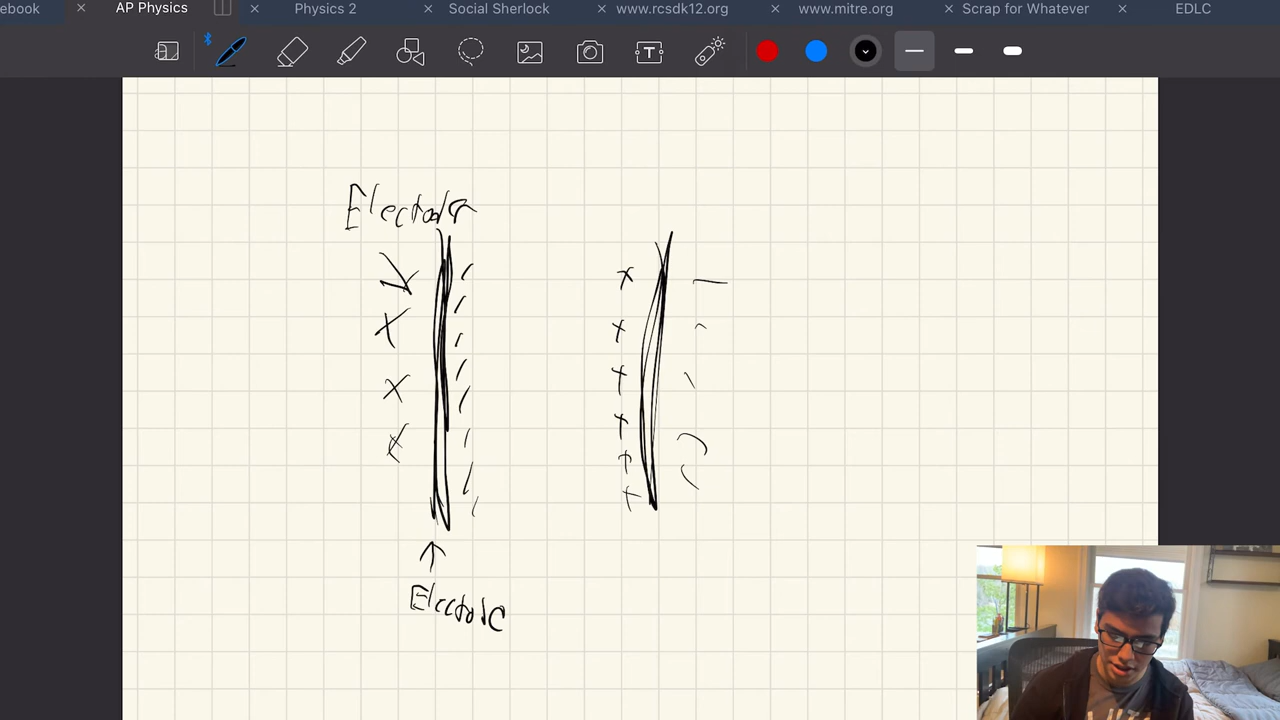 ebook
AP Physics
Physics 2
Social Sherlock
www.rcsdk12.org
www.mitre.org
Scrap for Whatever
EDLC
T
Electrode
Electrode